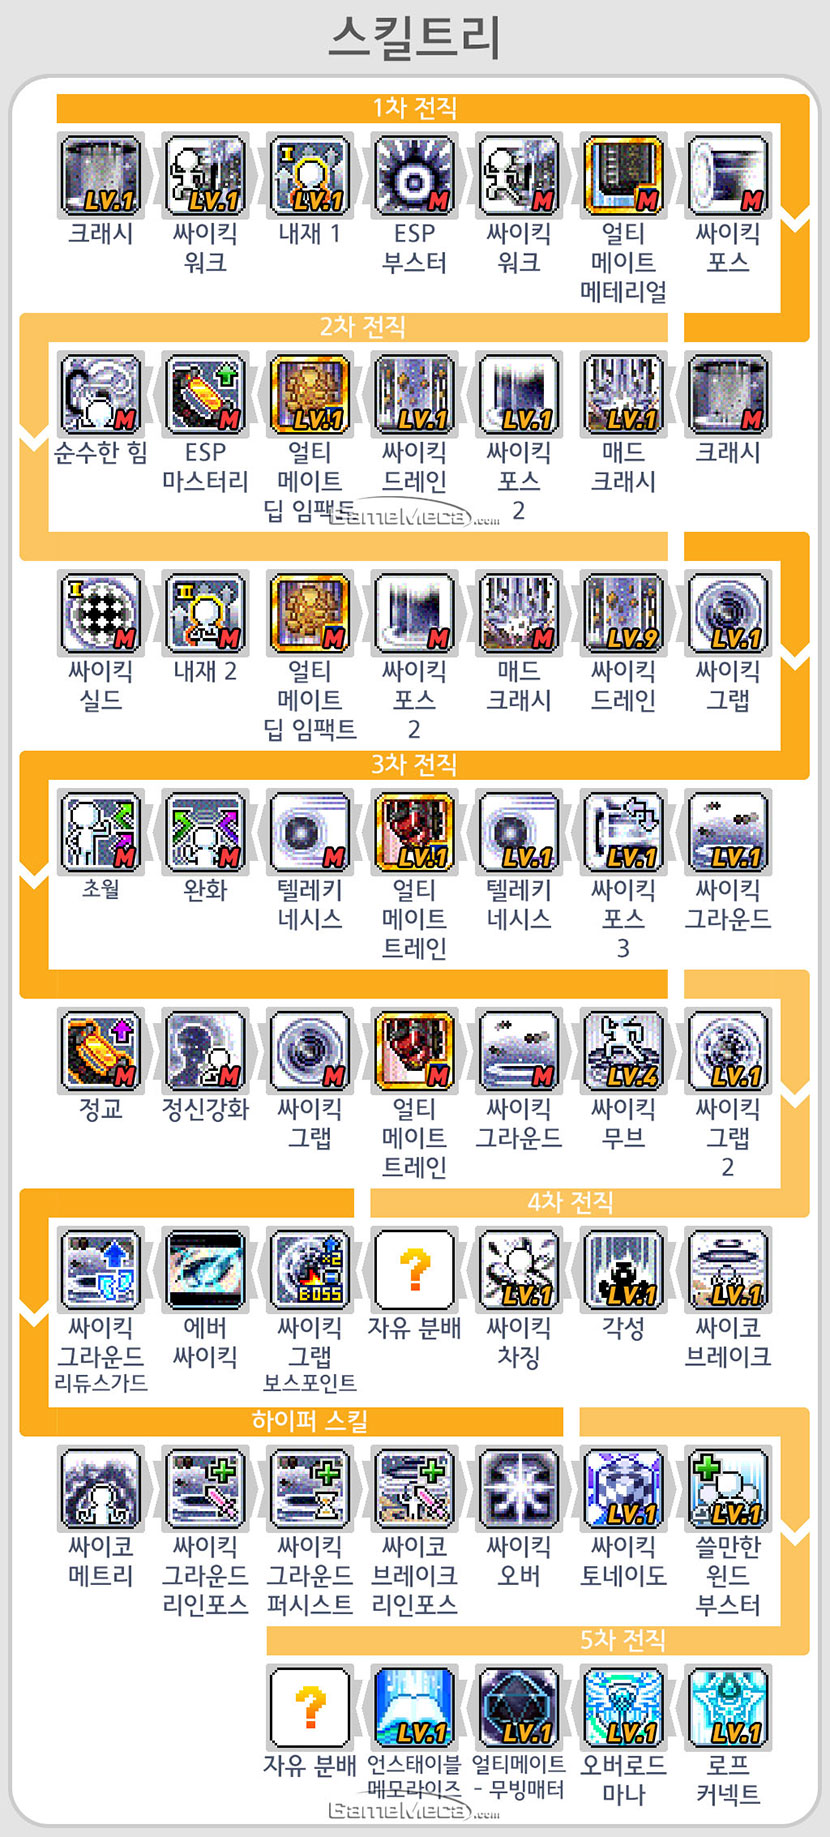 스킬트리
1차 전직
LV.1 LV.1 I LV.1 M M M M
크래시 싸이킥 내재 1 ESP 싸이킥 얼티 싸이킥
워크 부스터 워크 메이트 포스
메테리얼
2차 전직
M M LV.1 LV.1 LV.1 LV.1 M
순수한 힘 ESP 얼티 싸이킥 싸이킥 매드 크래시
마스터리 메이트 드레인 포스 크래시
딥 임팩트 2
GameMeca.com
I M II M M M M LV.9 LV.1
싸이킥 내재 2 얼티 싸이킥 매드 싸이킥 싸이킥
실드 메이트 포스 크래시 드레인 그랩
딥 임팩트 2
3차 전직
M M M LV.1 LV.1 LV.1 LV.1
초월 완화 텔레키 얼티 텔레키 싸이킥 싸이킥
네시스 메이트 네시스 포스 그라운드
트레인 3
M M M M M LV.4 LV.1
정교 정신강화 싸이킥 얼티 싸이킥 싸이킥 싸이킥
그랩 메이트 그라운드 무브 그랩
트레인 2
4차 전직
x2 BOSS ? LV.1 LV.1 LV.1
싸이킥 에버 싸이킥 자유 분배 싸이킥 각성 싸이코
그라운드 싸이킥 그랩 차징 브레이크
리듀스가드 보스포인트
하이퍼 스킬
LV.1 LV.1
싸이코 싸이킥 싸이킥 싸이코 싸이킥 싸이킥 쓸만한
메트리 그라운드 그라운드 브레이크 오버 토네이도 윈드
리인포스 퍼시스트 리인포스 부스터
5차 전직
? LV.1 LV.1 LV.1 LV.1
자유 분배 언스태이블 얼티메이트 오버로드 로프
메모라이즈 - 무빙매터 마나 커넥트
GameMeca.com